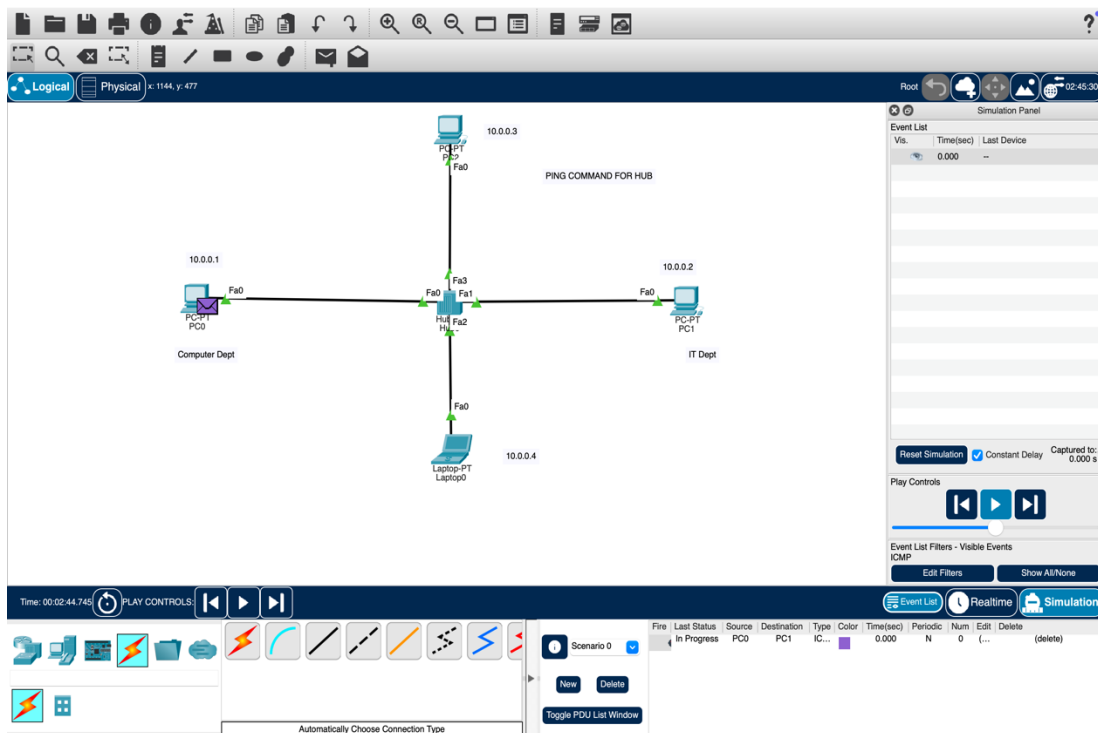 ?
Logical
Physical
x: 1144, y: 477
Root
02:45:30
Simulation Panel
Event List
Vis.
Time(sec)
Last Device
0.000
--
10.0.0.3
PC-PT
PC2
Fa0
PING COMMAND FOR HUB
10.0.0.1
10.0.0.2
Fa3
Fa0
Fa0
Fa1
Fa0
PC-PT
PC0
Hub
Fa2
PC-PT
PC1
Computer Dept
IT Dept
Fa0
Laptop-PT
Laptop0
10.0.0.4
Reset Simulation
Constant Delay
Captured to:
0.000 s
Play Controls
Event List Filters - Visible Events
ICMP
Edit Filters
Show All/None
Time: 00:02:44.745
PLAY CONTROLS:
Event List
Realtime
Simulation
Scenario 0
New
Delete
Toggle PDU List Window
Fire Last Status Source Destination Type Color Time(sec) Periodic Num Edit Delete
In Progress PC0 PC1 IC... 0.000 N 0 (... (delete)
Automatically Choose Connection Type